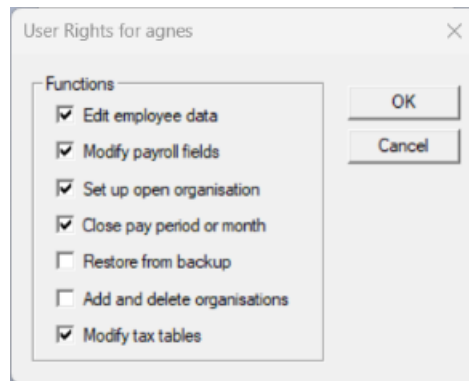 User Rights for agnes
Functions
Edit employee data
Modify payroll fields
Set up open organisation
Close pay period or month
Restore from backup
Add and delete organisations
Modify tax tables
OK
Cancel